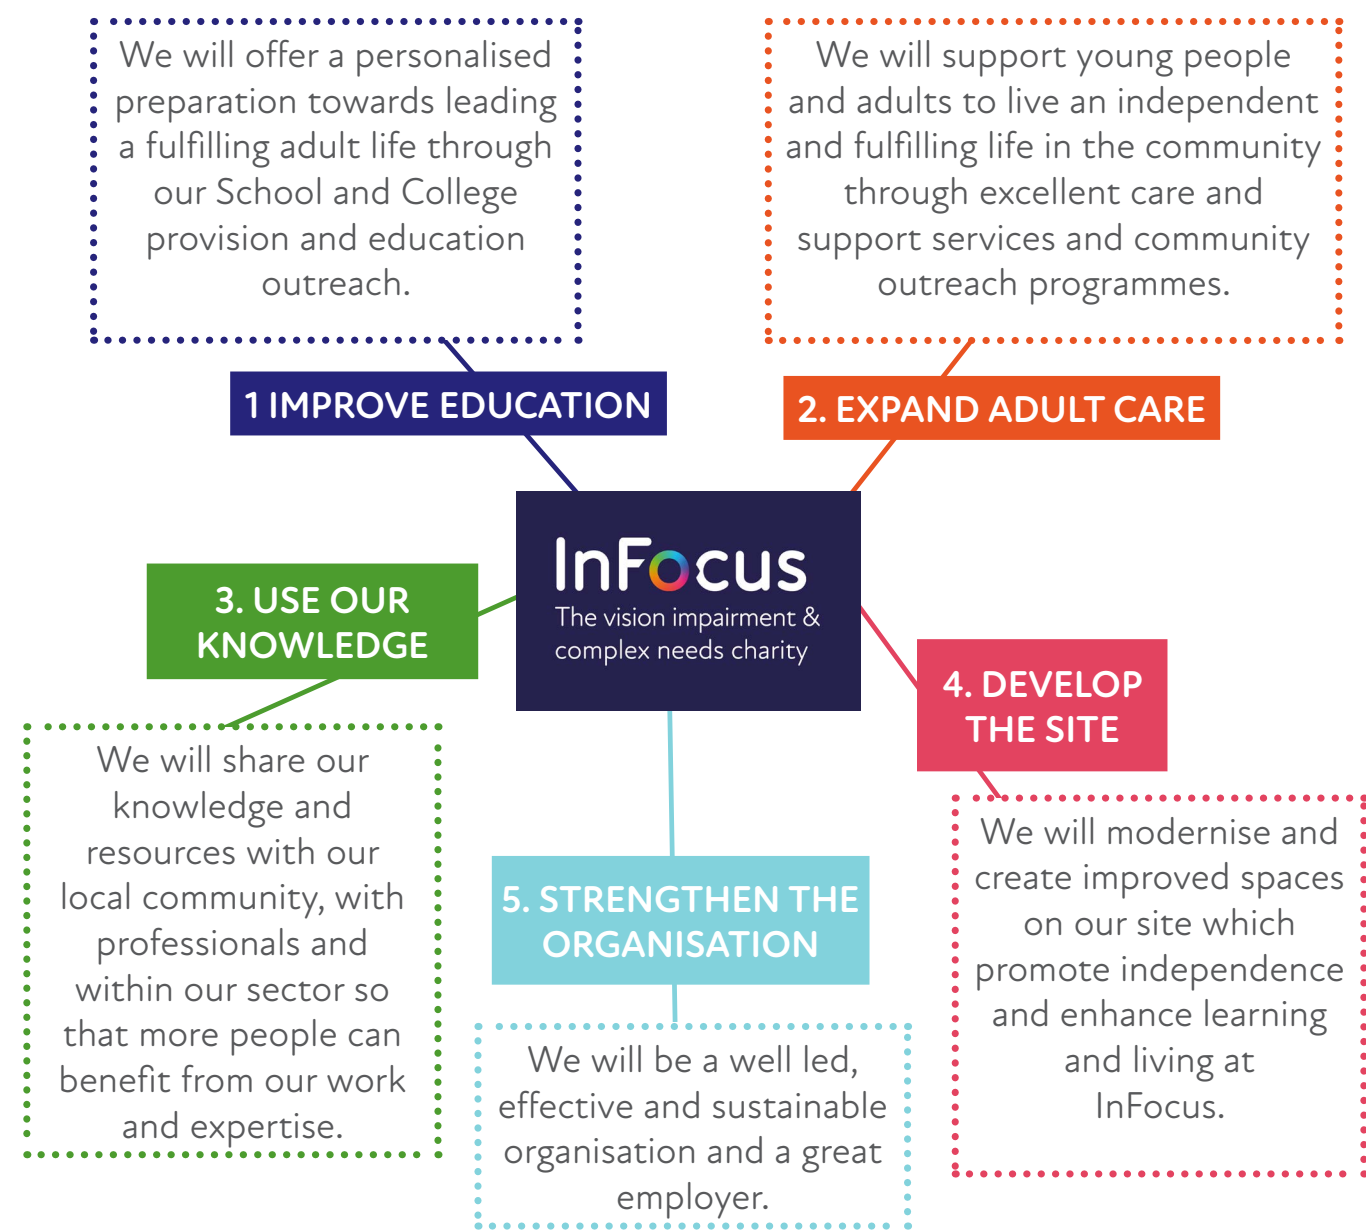 We will offer a personalised
preparation towards leading
a fulfilling adult life through
our School and College
provision and education
outreach.
1 IMPROVE EDUCATION
We will support young people
and adults to live an independent
and fulfilling life in the community
through excellent care and
support services and community
outreach programmes.
2. EXPAND ADULT CARE
InFocus
The vision impairment &
complex needs charity
3. USE OUR
KNOWLEDGE
We will share our
knowledge and
resources with our
local community, with
professionals and
within our sector so
that more people can
benefit from our work
and expertise.
4. DEVELOP
THE SITE
We will modernise and
create improved spaces
on our site which
promote independence
and enhance learning
and living at
InFocus.
5. STRENGTHEN THE
ORGANISATION
We will be a well led,
effective and sustainable
organisation and a great
employer.